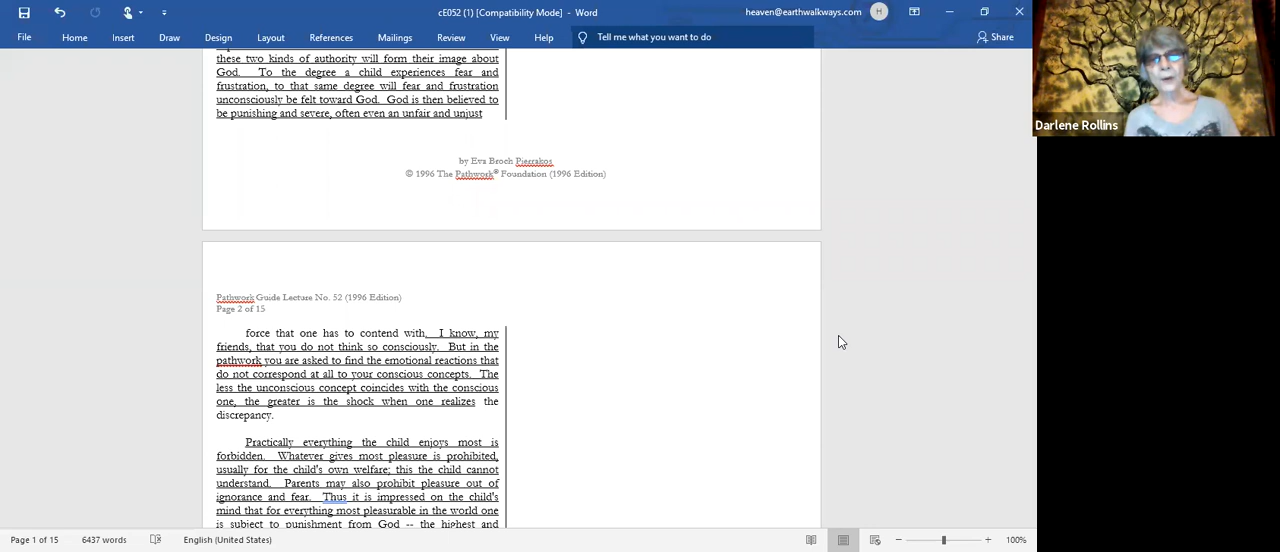 cE052 (1) [Compatibility Mode] - Word
heaven@earthwalkways.com
H
File Home Insert Draw Design Layout References Mailings Review View Help Tell me what you want to do Share
these two kinds of authority will form their image about
God. To the degree a child experiences fear and
frustration, to that same degree will fear and frustration
unconsciously be felt toward God. God is then believed to
be punishing and severe, often even an unfair and unjust
by Eva Broch Pierrakos
© 1996 The Pathwork® Foundation (1996 Edition)
Pathwork Guide Lecture No. 52 (1996 Edition)
Page 2 of 15
force that one has to contend with. I know, my
friends, that you do not think so consciously. But in the
pathwork you are asked to find the emotional reactions that
do not correspond at all to your conscious concepts. The
less the unconscious concept coincides with the conscious
one, the greater is the shock when one realizes the
discrepancy.
Practically everything the child enjoys most is
forbidden. Whatever gives most pleasure is prohibited,
usually for the child's own welfare; this the child cannot
understand. Parents may also prohibit pleasure out of
ignorance and fear. Thus it is impressed on the child's
mind that for everything most pleasurable in the world one
is subject to punishment from God -- the highest and
Page 1 of 15 6437 words English (United States) 100%
Darlene Rollins